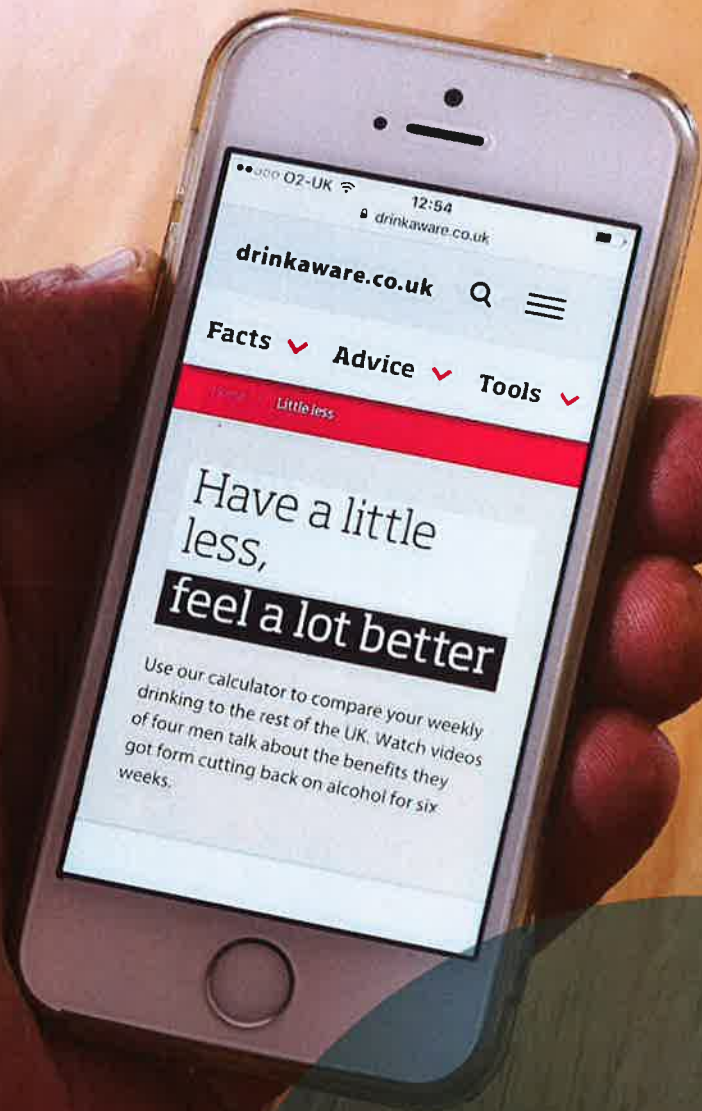 O2-UK
12:54
drinkaware.co.uk
drinkaware.co.uk
Facts Advice Tools
Home Little less
Have a little
less,
feel a lot better
Use our calculator to compare your weekly
drinking to the rest of the UK. Watch videos
of four men talk about the benefits they
got form cutting back on alcohol for six
weeks.